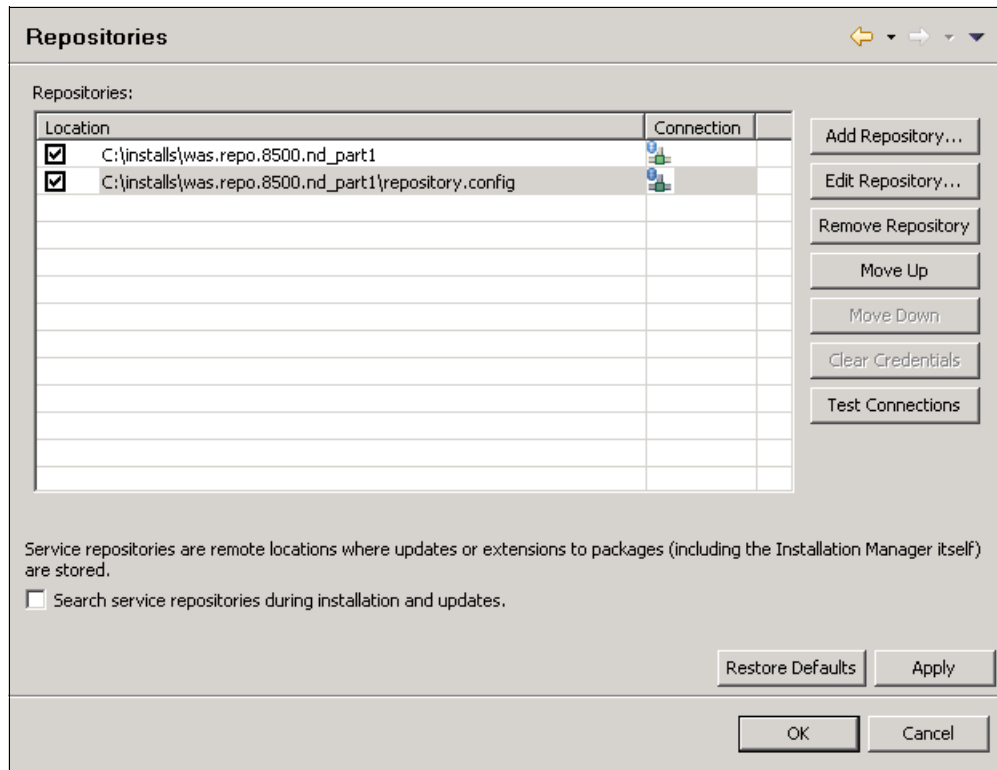 Repositories
Repositories:
Location Connection
C:\installs\was.repo.8500.nd_part1
C:\installs\was.repo.8500.nd_part1\repository.config
Add Repository...
Edit Repository...
Remove Repository
Move Up
Move Down
Clear Credentials
Test Connections
Service repositories are remote locations where updates or extensions to packages (including the Installation Manager itself)
are stored.
Search service repositories during installation and updates.
Restore Defaults Apply
OK Cancel